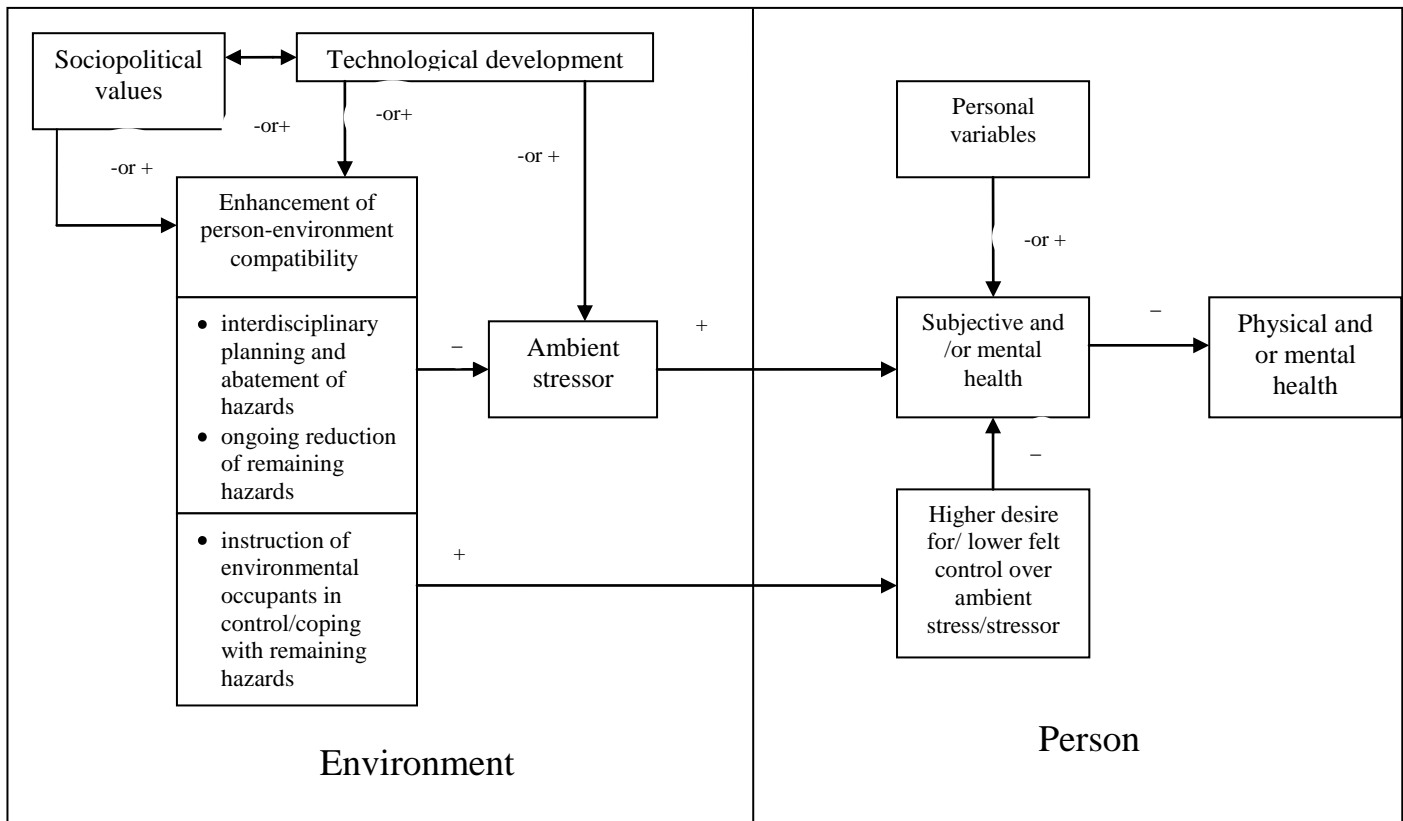 Sociopolitical
values
Technological development
-or+
-or+
-or +
-or +
Enhancement of
person-environment
compatibility
• interdisciplinary
planning and
abatement of
hazards
• ongoing reduction
of remaining
hazards
• instruction of
environmental
occupants in
control/coping
with remaining
hazards
–
+
Ambient
stressor
+
Environment
Personal
variables
-or +
Subjective and
/or mental
health
–
Physical and
or mental
health
–
Higher desire
for/ lower felt
control over
ambient
stress/stressor
Person